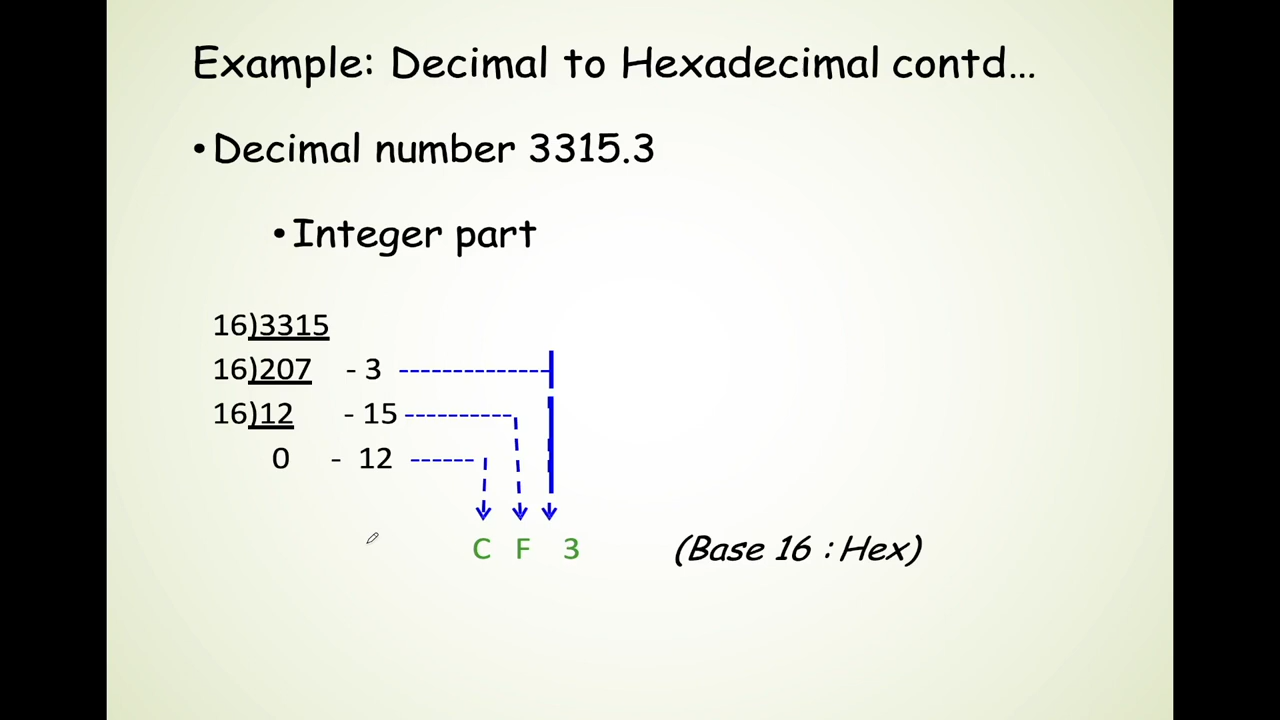 Example: Decimal to Hexadecimal contd...
•Decimal number 3315.3
•Integer part
16)3315
16)207 - 3
16)12 - 15
0 - 12
C F 3 (Base 16 : Hex)